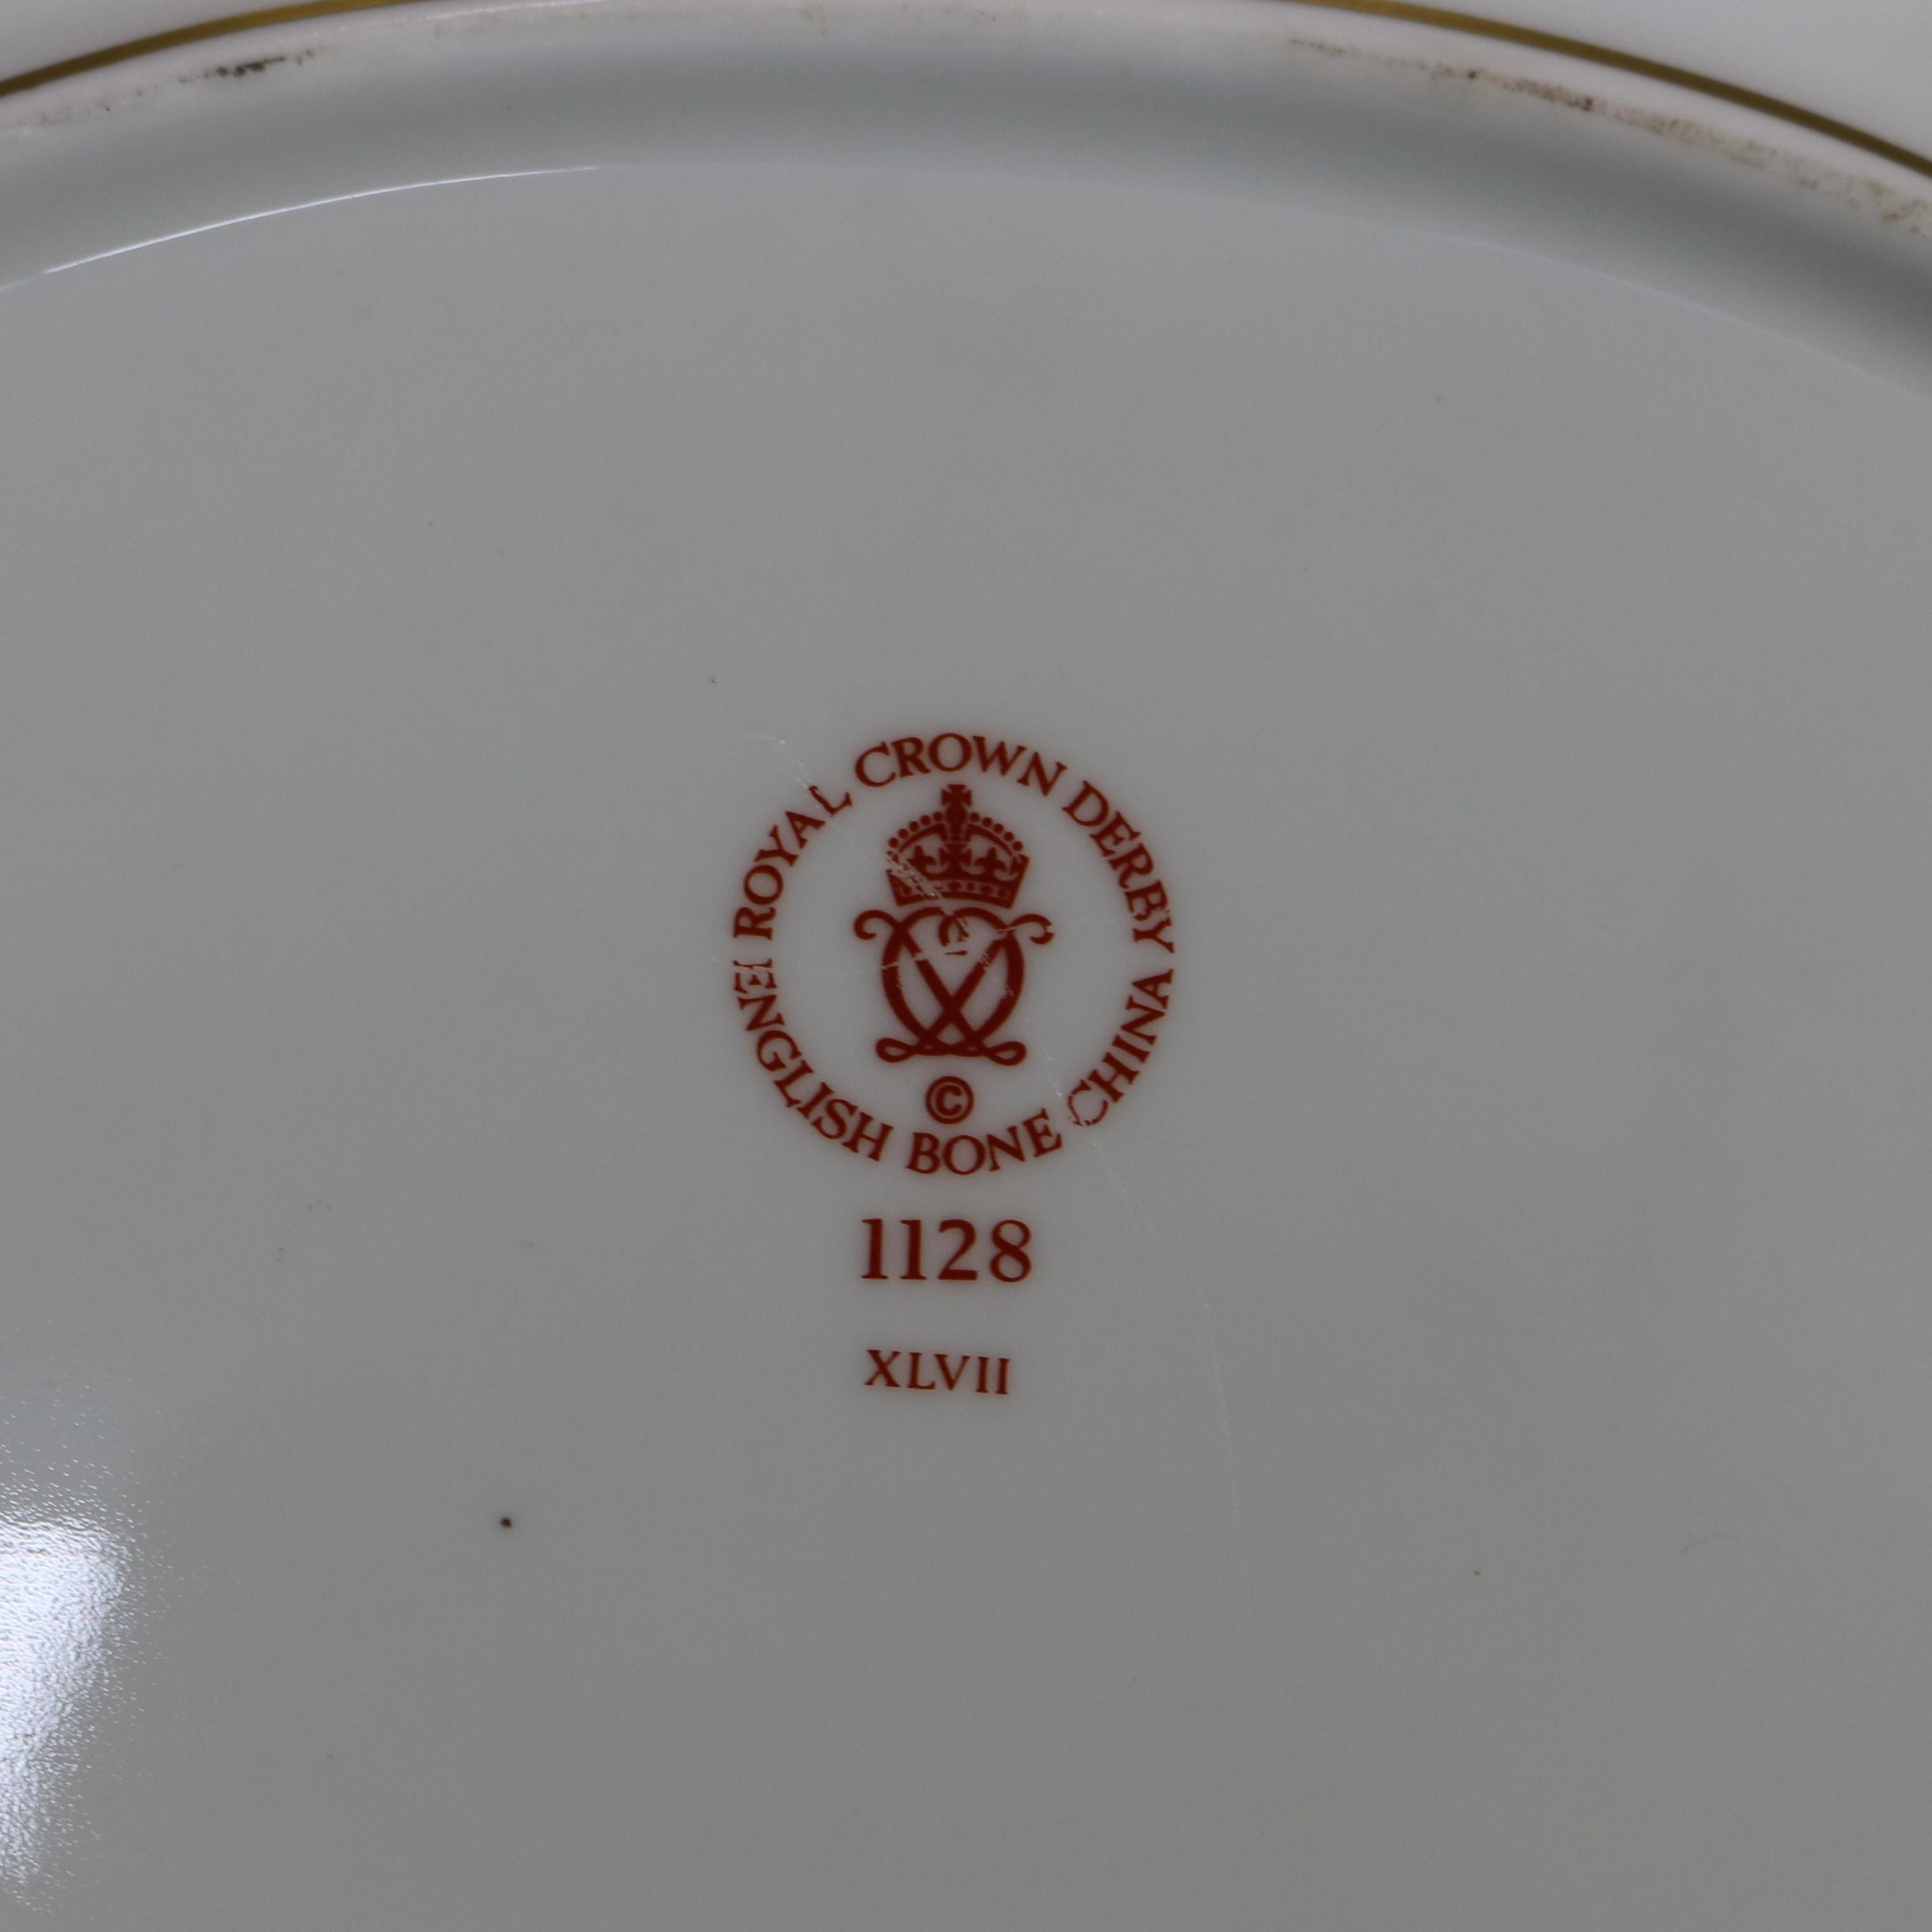 ROYAL CROWN DERBY
ENGLISH BONE CHINA
©
1128
XLVII